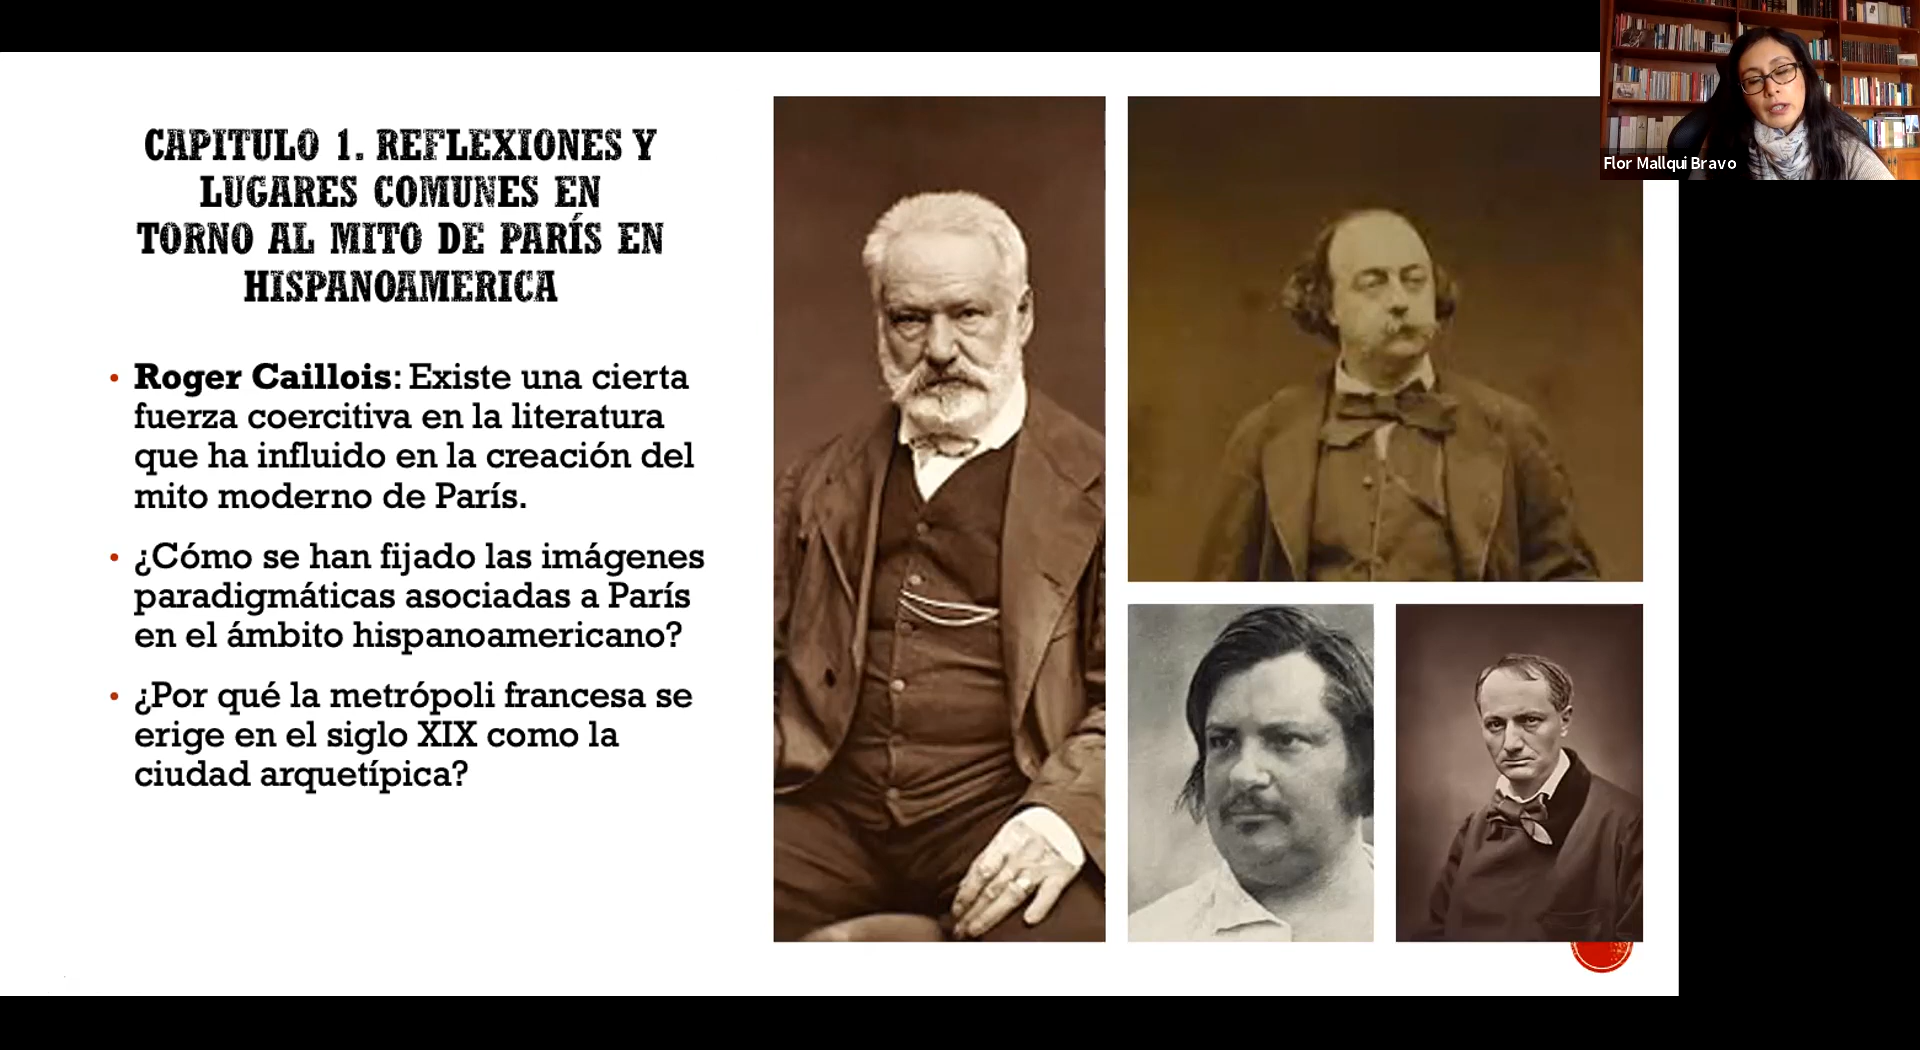 CAPITULO 1. REFLEXIONES Y
LUGARES COMUNES EN
TORNO AL MITO DE PARÍS EN
HISPANOAMERICA
• Roger Caillois: Existe una cierta
fuerza coercitiva en la literatura
que ha influido en la creación del
mito moderno de París.
• ¿Cómo se han fijado las imágenes
paradigmáticas asociadas a París
en el ámbito hispanoamericano?
• ¿Por qué la metrópoli francesa se
erige en el siglo XIX como la
ciudad arquetípica?
Flor Mallqui Bravo